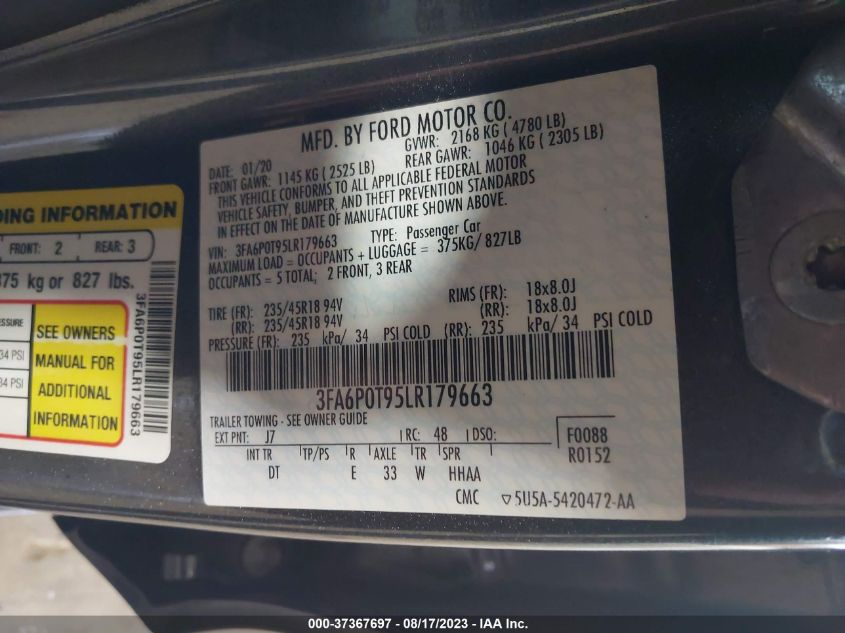 MFD. BY FORD MOTOR CO.
DATE: 01/20
GVWR: 2168 KG ( 4780 LB)
FRONT GAWR: 1145 KG ( 2525 LB)
REAR GAWR: 1046 KG ( 2305 LB)
THIS VEHICLE CONFORMS TO ALL APPLICABLE FEDERAL MOTOR
VEHICLE SAFETY, BUMPER, AND THEFT PREVENTION STANDARDS
IN EFFECT ON THE DATE OF MANUFACTURE SHOWN ABOVE.
VIN: 3FA6P0T95LR179663 TYPE: Passenger Car
MAXIMUM LOAD = OCCUPANTS + LUGGAGE = 375KG/ 827LB
OCCUPANTS = 5 TOTAL; 2 FRONT, 3 REAR
TIRE (FR): 235/45R18 94V RIMS (FR): 18x8.0J
(RR): 235/45R18 94V (RR): 18x8.0J
PRESSURE (FR): 235 kPa/ 34 PSI COLD (RR): 235 kPa/ 34 PSI COLD
3FA6P0T95LR179663
TRAILER TOWING - SEE OWNER GUIDE
EXT PNT: J7 RC: 48 DSO: F0088
R0152
INT TR TP/PS R AXLE TR SPR
DT E 33 W HHAA
CMC 5U5A-5420472-AA
DING INFORMATION
FRONT: 2 REAR: 3
375 kg or 827 lbs.
SSURE
34 PSI
34 PSI
SEE OWNERS
MANUAL FOR
ADDITIONAL
INFORMATION
3FA6P0T95LR179663
000-37367697 - 08/17/2023 - IAA Inc.